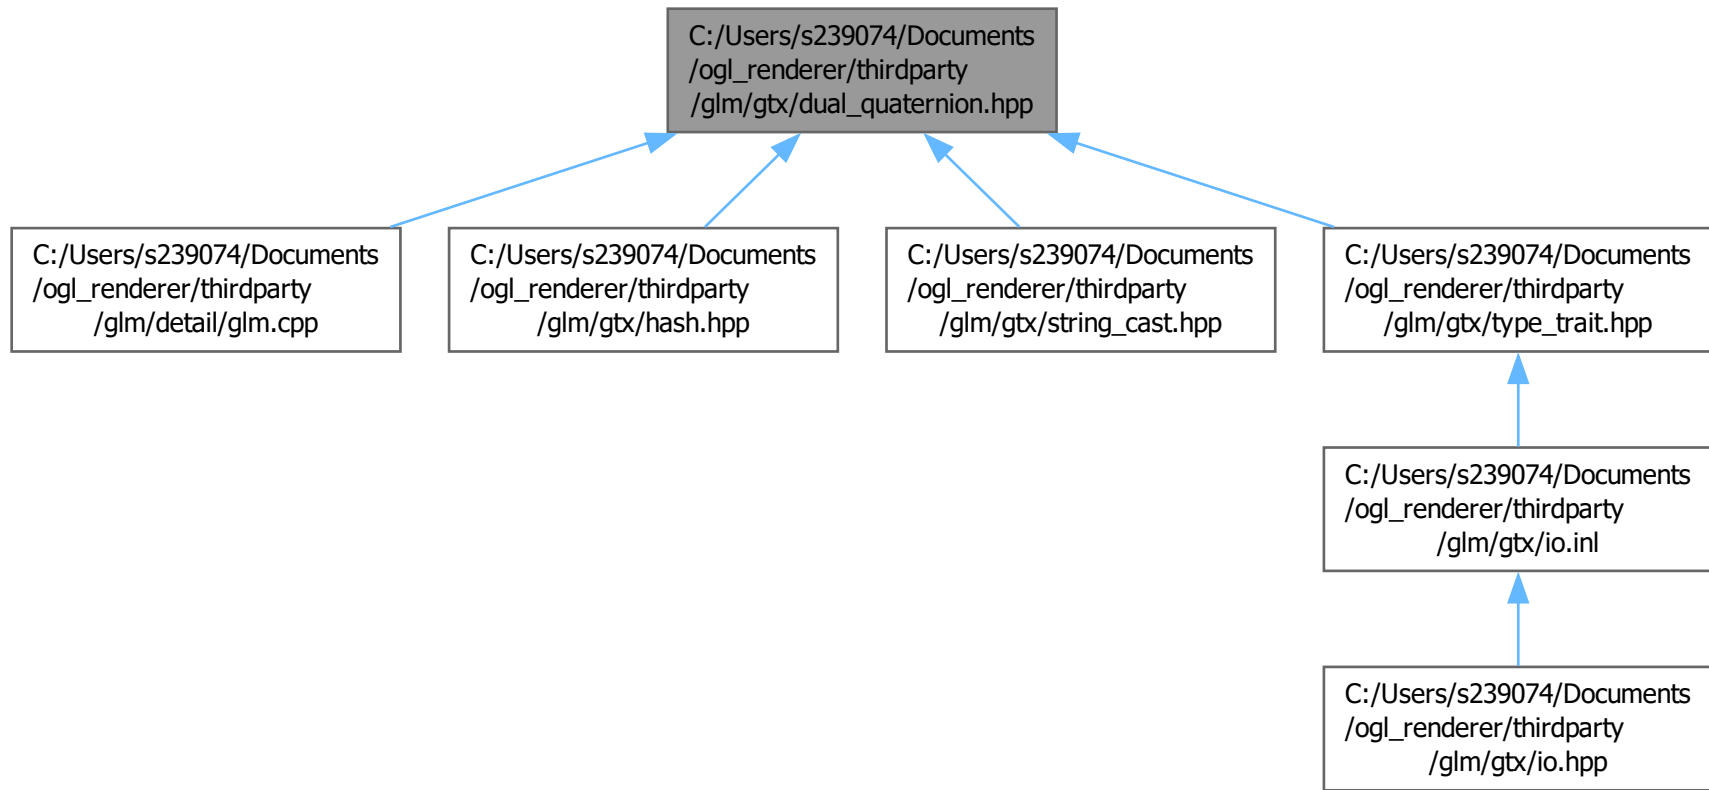 C:/Users/s239074/Documents
/ogl_renderer/thirdparty
/glm/gtx/dual_quaternion.hpp
C:/Users/s239074/Documents
/ogl_renderer/thirdparty
/glm/detail/glm.cpp
C:/Users/s239074/Documents
/ogl_renderer/thirdparty
/glm/gtx/hash.hpp
C:/Users/s239074/Documents
/ogl_renderer/thirdparty
/glm/gtx/string_cast.hpp
C:/Users/s239074/Documents
/ogl_renderer/thirdparty
/glm/gtx/type_trait.hpp
C:/Users/s239074/Documents
/ogl_renderer/thirdparty
/glm/gtx/io.inl
C:/Users/s239074/Documents
/ogl_renderer/thirdparty
/glm/gtx/io.hpp